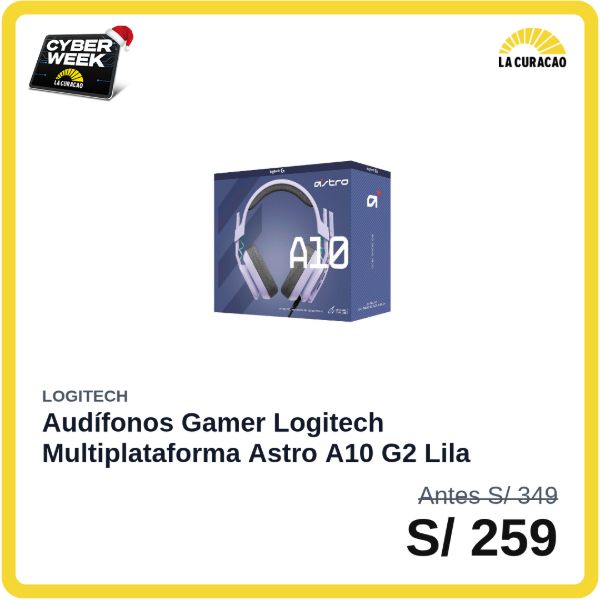 CYBER
WEEK
LA CURACAO
LA CURACAO
logitech G
astro
A10
LOGITECH
Audífonos Gamer Logitech
Multiplataforma Astro A10 G2 Lila
Antes S/ 349
S/ 259